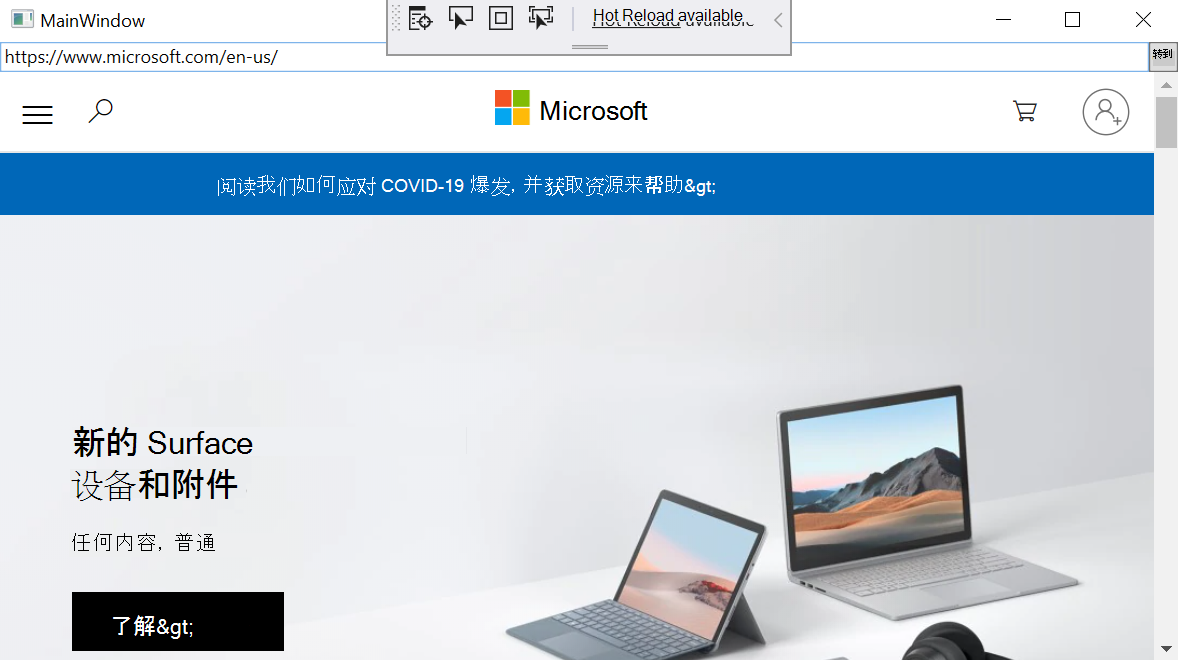 MainWindow
Hot Reload available
https://www.microsoft.com/en-us/
转到
Microsoft
阅读我们如何应对 COVID-19 爆发, 并获取资源来帮助&gt;
新的 Surface
设备和附件
任何内容, 普通
了解&gt;